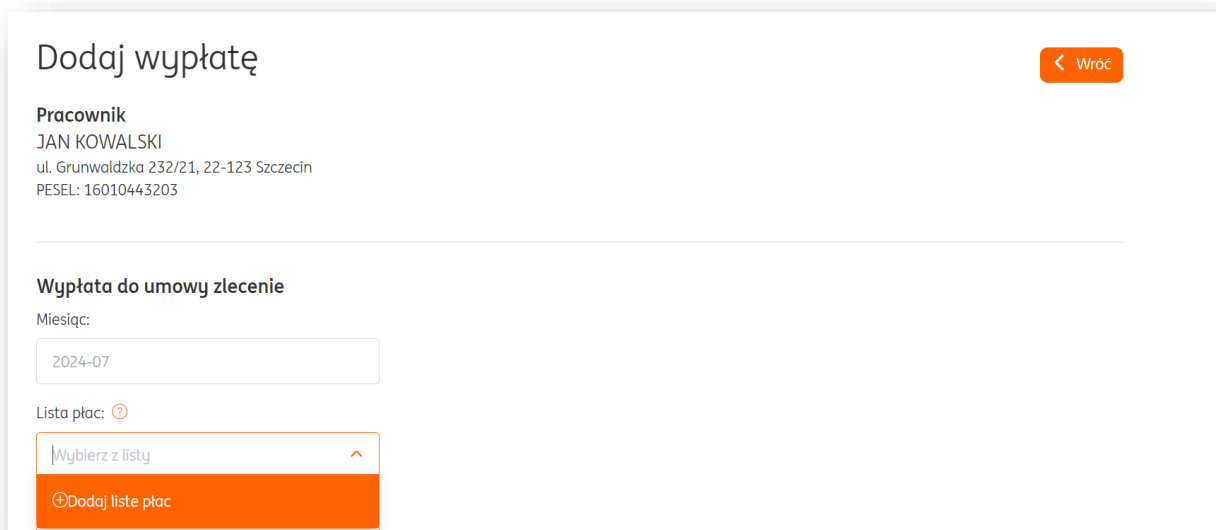 Dodaj wypłatę
Wróć
Pracownik
JAN KOWALSKI
ul. Grunwaldzka 232/21, 22-123 Szczecin
PESEL: 16010443203
Wypłata do umowy zlecenie
Miesiąc:
2024-07
Lista płac: ?
Wybierz z listy
Dodaj liste płac